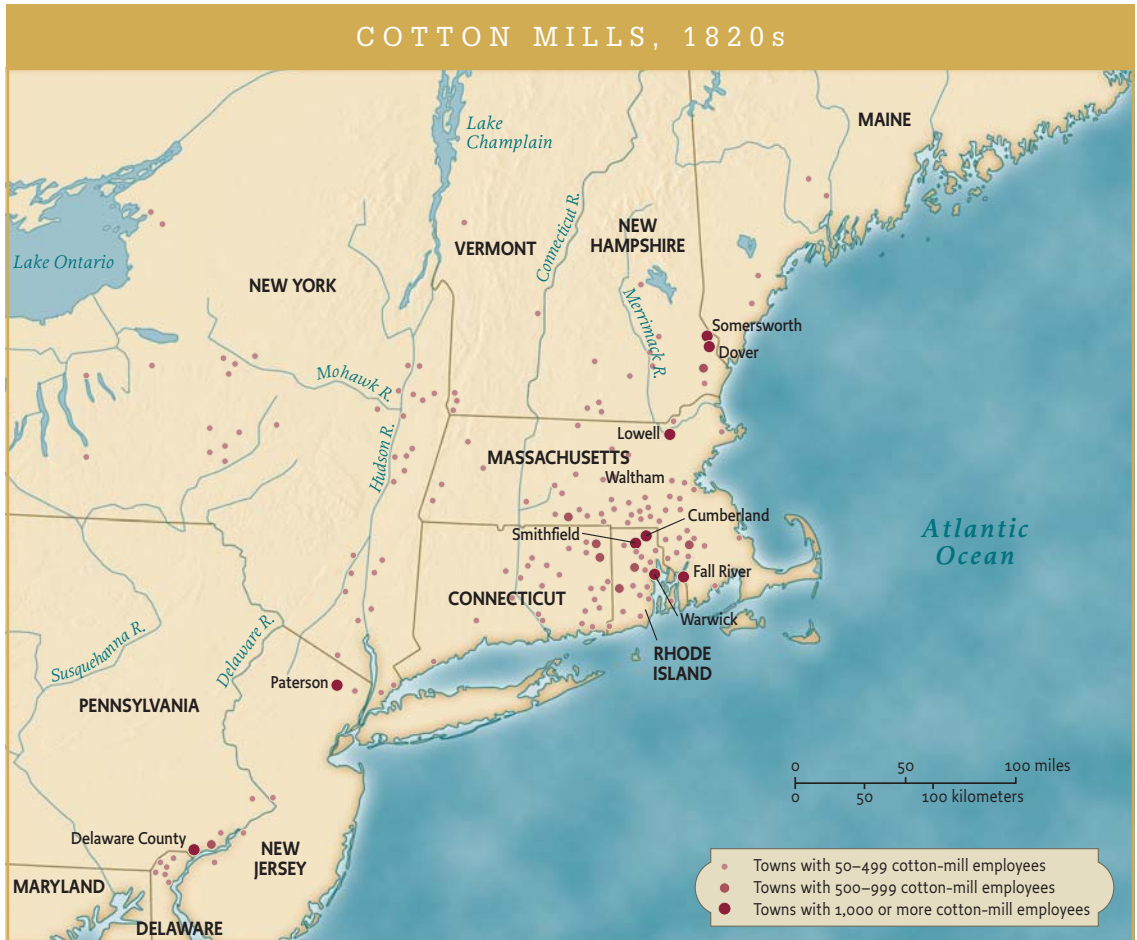 COTTON MILLS, 1820s
MAINE
Lake
Champlain
Connecticut R.
NEW
HAMPSHIRE
VERMONT
Lake Ontario
NEW YORK
Merrimack R.
Somersworth
Dover
Mohawk R.
Hudson R.
Lowell
MASSACHUSETTS
Waltham
Cumberland
Smithfield
Atlantic
Ocean
Fall River
CONNECTICUT
Warwick
RHODE
ISLAND
Susquehanna R.
Delaware R.
Paterson
PENNSYLVANIA
0 50 100 miles
0 50 100 kilometers
Delaware County
NEW
JERSEY
MARYLAND
DELAWARE
Towns with 50–499 cotton-mill employees
Towns with 500–999 cotton-mill employees
Towns with 1,000 or more cotton-mill employees